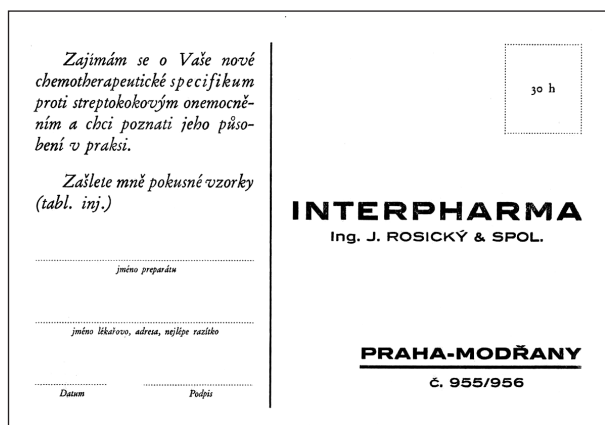 Zajímám se o Vaše nové
chemotherapeutické specifikum
proti streptokokovým onemocně-
ním a chci poznati jeho půso-
bení v praksi.
Zašlete mně pokusné vzorky
(tabl. inj.)
jméno preparátu
jméno lékařovo, adresa, nejlépe razítko
Datum Podpis
30 h
INTERPHARMA
Ing. J. ROSICKÝ & SPOL.
PRAHA-MODŘANY
č. 955/956